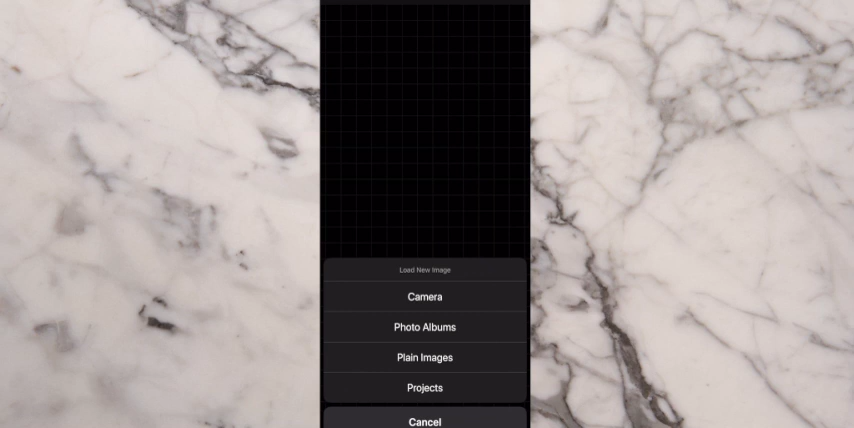 Load New Image
Camera
Photo Albums
Plain Images
Projects
Cancel